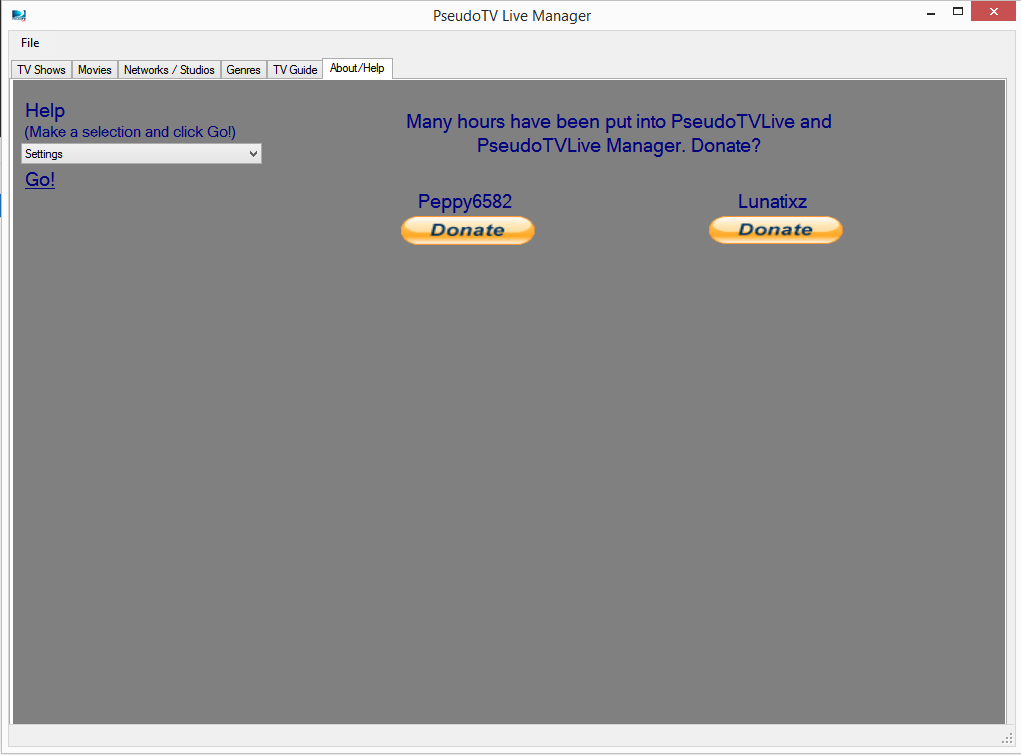 PseudoTV Live Manager
File
TV Shows Movies Networks / Studios Genres TV Guide About/Help
Help
(Make a selection and click Go!)
Settings
Go!
Many hours have been put into PseudoTVLive and
PseudoTVLive Manager. Donate?
Peppy6582 Lunatixz
Donate Donate